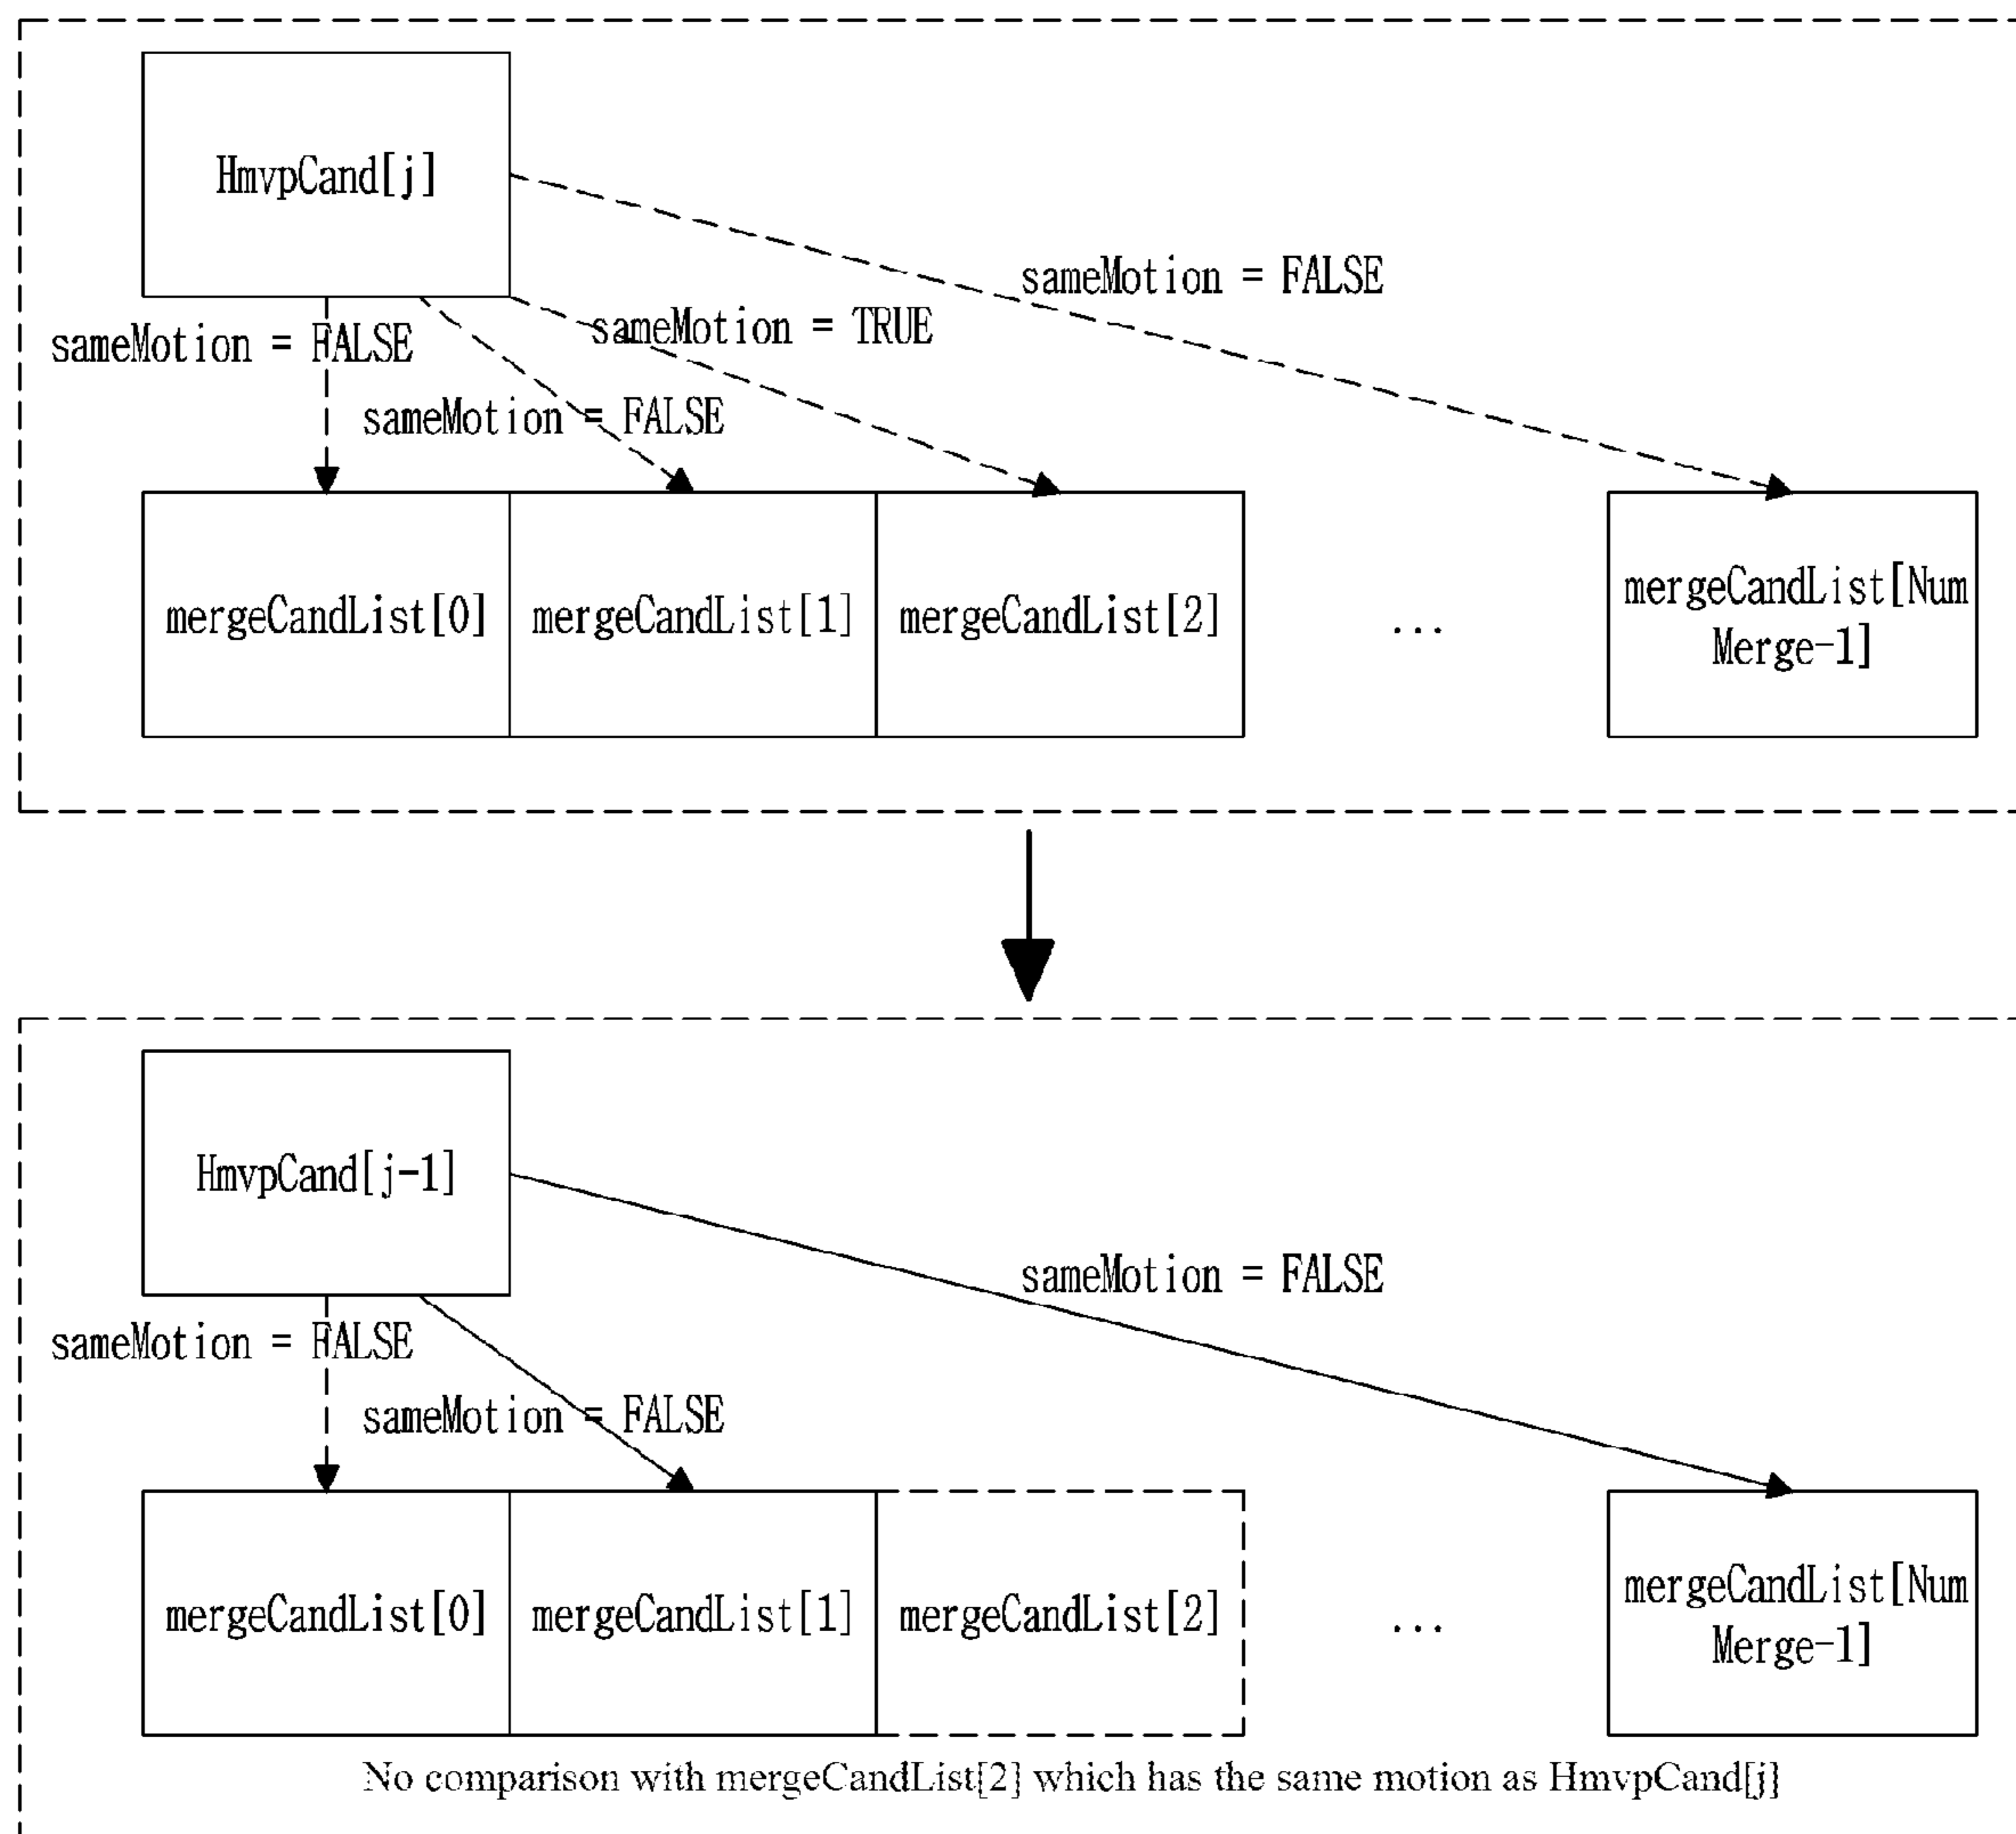 HmvpCand[j]
sameMotion = FALSE
sameMotion = TRUE
sameMotion = FALSE
sameMotion = FALSE
mergeCandList[0]
mergeCandList[1]
mergeCandList[2]
...
mergeCandList[Num
Merge-1]
HmvpCand[j-1]
sameMotion = FALSE
sameMotion = FALSE
sameMotion = FALSE
mergeCandList[0]
mergeCandList[1]
mergeCandList[2]
...
mergeCandList[Num
Merge-1]
No comparison with mergeCandList[2] which has the same motion as HmvpCand[j]